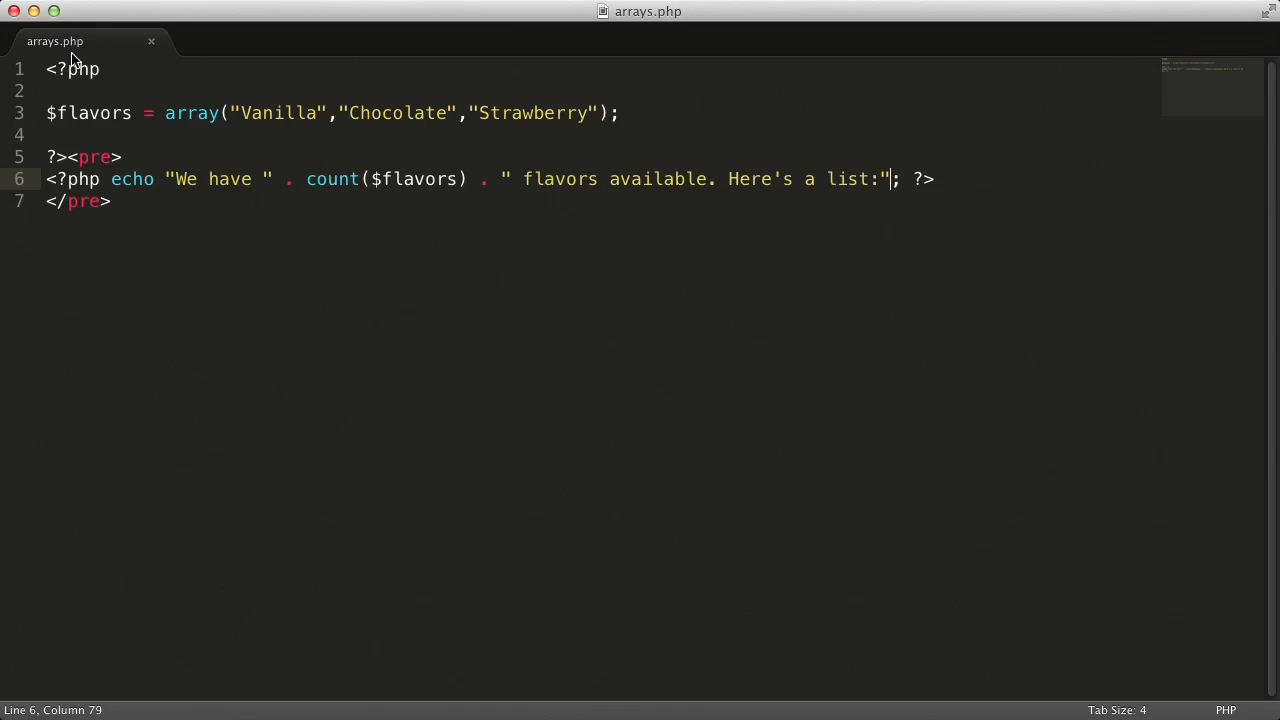 arrays.php
arrays.php ×
1 <?php
2
3 $flavors = array("Vanilla","Chocolate","Strawberry");
4
5 ?><pre>
6 <?php echo "We have " . count($flavors) . " flavors available. Here's a list:"; ?>
7 </pre>
Line 6, Column 79 Tab Size: 4 PHP